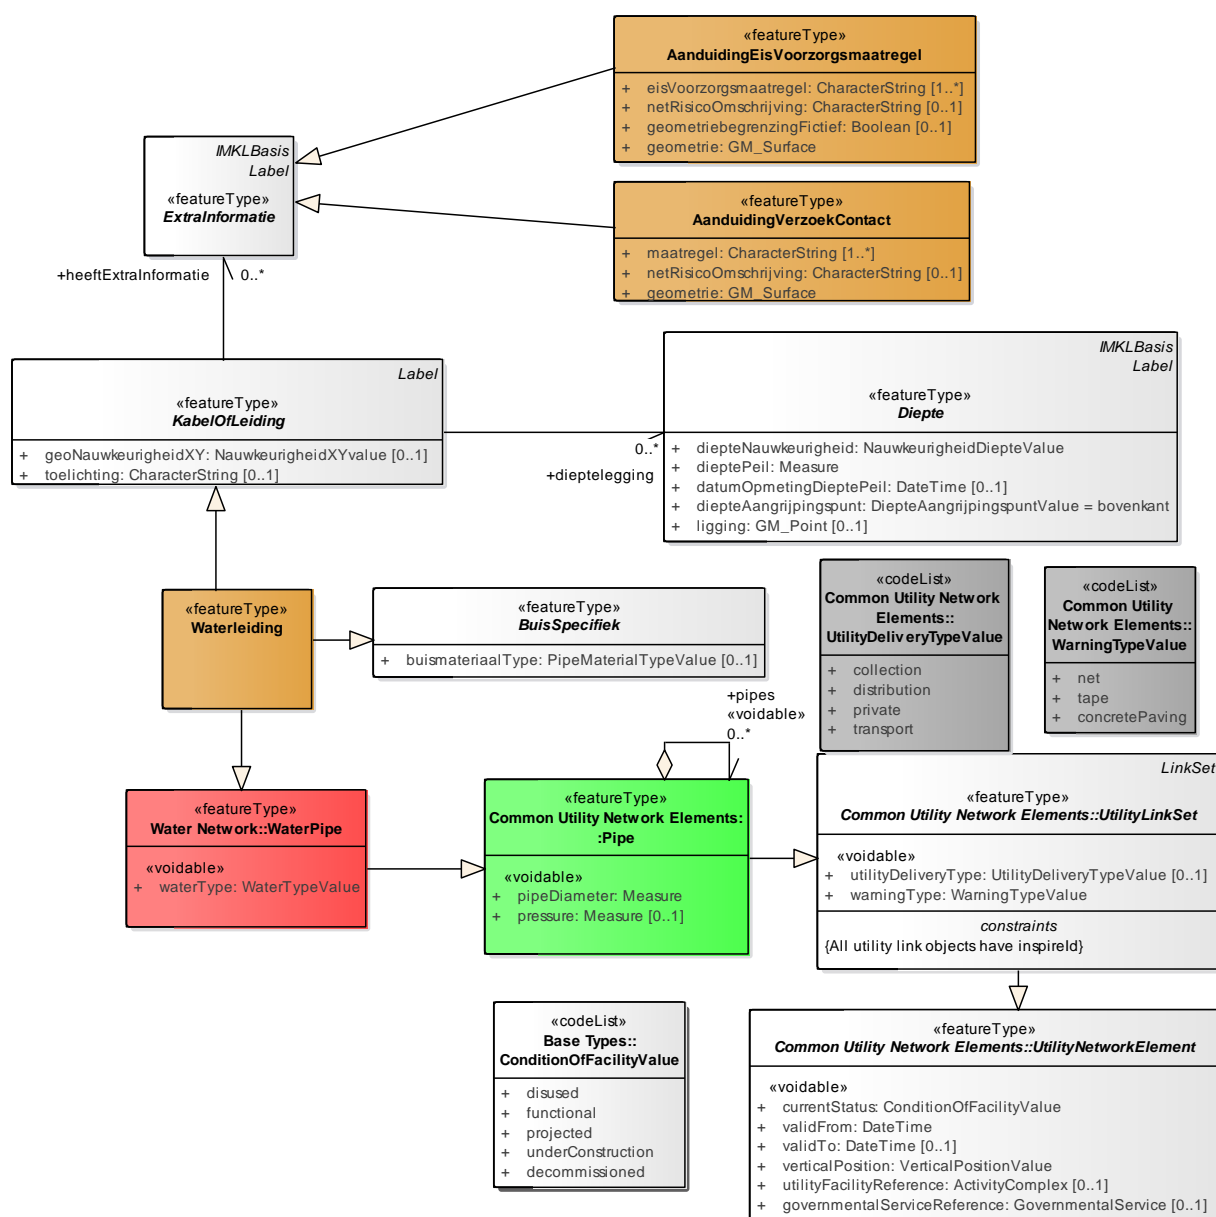 «featureType»
AanduidingEisVoorzorgsmaatregel
+ eisVoorzorgsmaatregel: CharacterString [1..*]
+ netRisicoOmschrijving: CharacterString [0..1]
+ geometriebegrenzingFictief: Boolean [0..1]
+ geometrie: GM_Surface
IMKLBasis
Label
«featureType»
ExtraInformatie
«featureType»
AanduidingVerzoekContact
+ maatregel: CharacterString [1..*]
+ netRisicoOmschrijving: CharacterString [0..1]
+ geometrie: GM_Surface
+heeftExtraInformatie 0..*
Label
«featureType»
KabelOfLeiding
+ geoNauwkeurigheidXY: NauwkeurigheidXYvalue [0..1]
+ toelichting: CharacterString [0..1]
IMKLBasis
Label
«featureType»
Diepte
+ diepteNauwkeurigheid: NauwkeurigheidDiepteValue
+ dieptePeil: Measure
+ datumOpmetingDieptePeil: DateTime [0..1]
+ diepteAangrijpingspunt: DiepteAangrijpingspuntValue = bovenkant
+ ligging: GM_Point [0..1]
0..*
+dieptelegging
«featureType»
Waterleiding
«featureType»
BuisSpecifiek
+ buismateriaalType: PipeMaterialTypeValue [0..1]
«codeList»
Common Utility Network
Elements::
UtilityDeliveryTypeValue
+ collection
+ distribution
+ private
+ transport
«codeList»
Common Utility
Network Elements::
WarningTypeValue
+ net
+ tape
+ concretePaving
+pipes
«voidable»
0..*
«featureType»
Water Network::WaterPipe
«voidable»
+ waterType: WaterTypeValue
«featureType»
Common Utility Network Elements:
:Pipe
«voidable»
+ pipeDiameter: Measure
+ pressure: Measure [0..1]
LinkSet
«featureType»
Common Utility Network Elements::UtilityLinkSet
«voidable»
+ utilityDeliveryType: UtilityDeliveryTypeValue [0..1]
+ warningType: WarningTypeValue
constraints
{All utility link objects have inspireId}
«codeList»
Base Types::
ConditionOfFacilityValue
+ disused
+ functional
+ projected
+ underConstruction
+ decommissioned
«featureType»
Common Utility Network Elements::UtilityNetworkElement
«voidable»
+ currentStatus: ConditionOfFacilityValue
+ validFrom: DateTime
+ validTo: DateTime [0..1]
+ verticalPosition: VerticalPositionValue
+ utilityFacilityReference: ActivityComplex [0..1]
+ governmentalServiceReference: GovernmentalService [0..1]